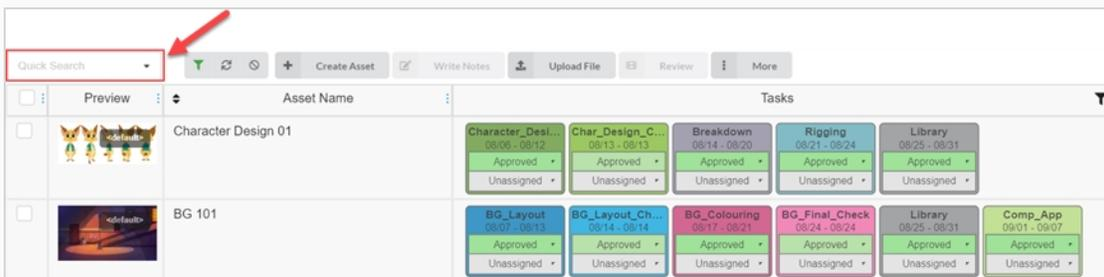 Quick Search
Create Asset
Write Notes
Upload File
Review
More
Preview
Asset Name
Tasks
<default>
Character Design 01
Character_Desi...
08/06 - 08/12
Approved
Unassigned
Char_Design_C...
08/13 - 08/13
Approved
Unassigned
Breakdown
08/14 - 08/20
Approved
Unassigned
Rigging
08/21 - 08/24
Approved
Unassigned
Library
08/25 - 08/31
Approved
Unassigned
<default>
BG 101
BG_Layout
08/07 - 08/13
Approved
Unassigned
BG_Layout_Ch...
08/14 - 08/14
Approved
Unassigned
BG_Colouring
08/17 - 08/21
Approved
Unassigned
BG_Final_Check
08/24 - 08/24
Approved
Unassigned
Library
08/25 - 08/31
Approved
Unassigned
Comp_App
09/01 - 09/07
Approved
Unassigned